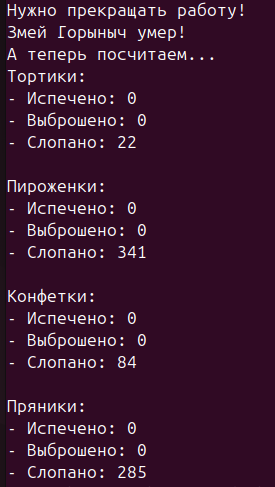 Нужно прекращать работу!
Змей Горыныч умер!
А теперь посчитаем...
Тортики:
- Испечено: 0
- Выброшено: 0
- Слопано: 22
Пироженки:
- Испечено: 0
- Выброшено: 0
- Слопано: 341
Конфетки:
- Испечено: 0
- Выброшено: 0
- Слопано: 84
Пряники:
- Испечено: 0
- Выброшено: 0
- Слопано: 285